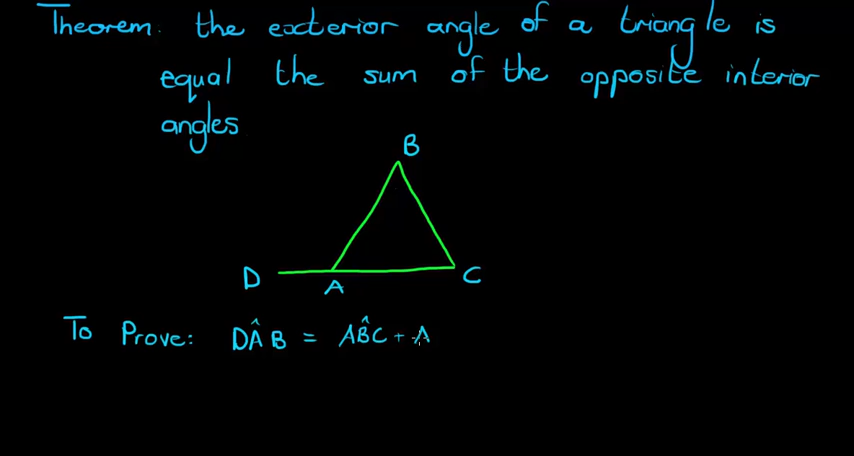 Theorem. the exterior angle of a triangle is
equal the sum of the opposite interior
angles
B
D
A
C
To Prove: DÂB = AB̂C + A